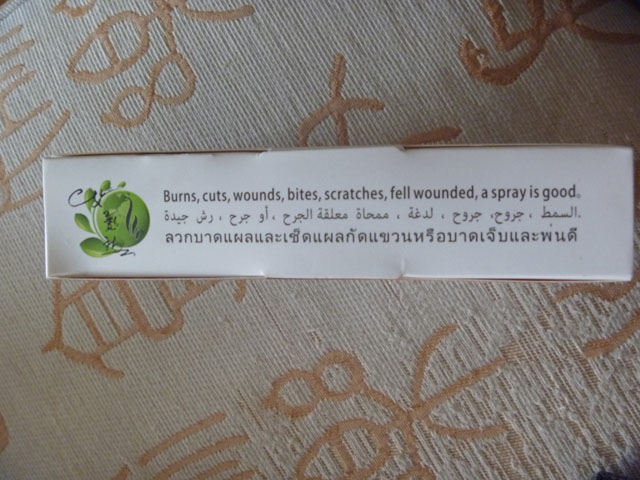 Burns, cuts, wounds, bites, scratches, fell wounded, a spray is good.
السمط ، جروح، جروح ، لدغة ، ممحاة معلقة الجرح ، أو جرح ، رش جيدة.
ลวกบาดแผลและเช็ดแผลกัดแขวนหรือบาดเจ็บและพ่นดี